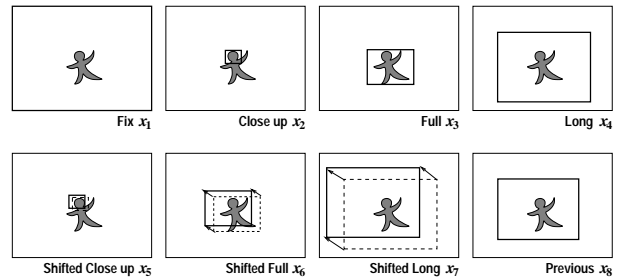 Fix x1
Close up x2
Full x3
Long x4
Shifted Close up x5
Shifted Full x6
Shifted Long x7
Previous x8